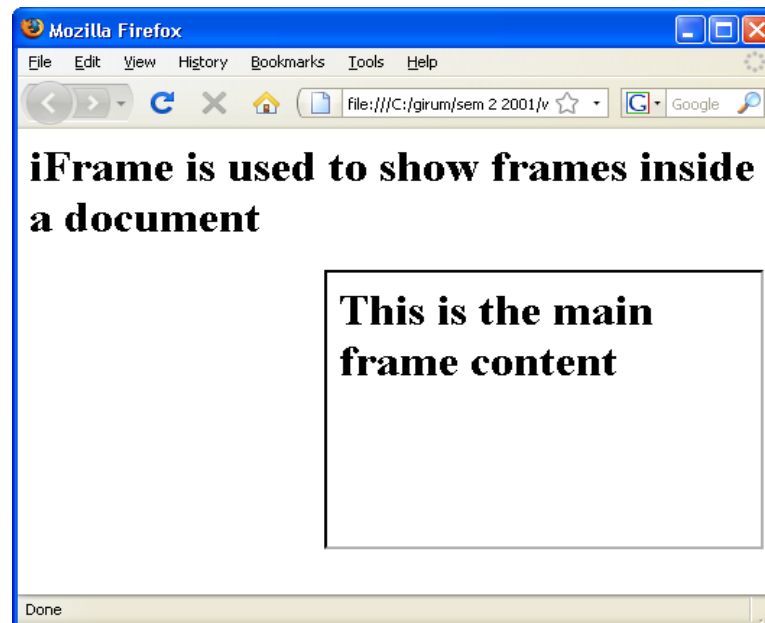 Mozilla Firefox
File Edit View History Bookmarks Tools Help
file:///C:/girum/sem 2 2001/v
G Google
iFrame is used to show frames inside
a document
This is the main
frame content
Done